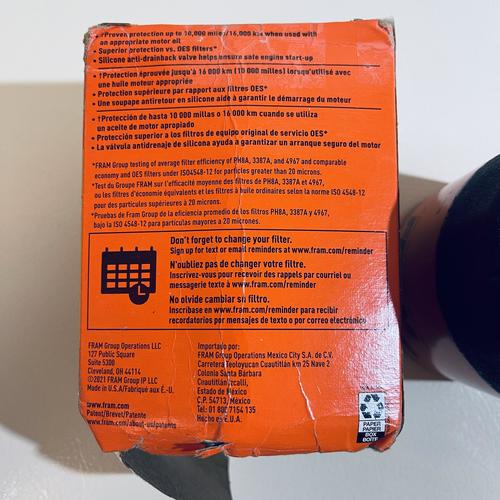 • †Proven protection up to 10,000 miles/16,000 km when used with
an appropriate motor oil
• Superior protection vs. OES filters*
• Silicone anti-drainback valve helps ensure safe engine start-up
• †Protection éprouvée jusqu'à 16 000 km (10 000 milles) lorsqu'utilisé avec
une huile moteur appropriée
• Protection supérieure par rapport aux filtres OES*
• Une soupape antiretour en silicone aide à garantir le démarrage du moteur
• †Protección de hasta 10 000 millas o 16 000 km cuando se utiliza
un aceite de motor apropiado
• Protección superior a los filtros de equipo original de servicio OES*
• La válvula antidrenaje de silicona ayuda a garantizar un arranque seguro del motor
*FRAM Group testing of average filter efficiency of PH8A, 3387A, and 4967 and comparable
economy and OES filters under ISO4548-12 for particles greater than 20 microns.
*Test du Groupe FRAM sur l'efficacité moyenne des filtres de PH8A, 3387A et 4967,
ou les filtres d'économie équivalents et les filtres à huile ordinaires selon la norme ISO 4548-12
pour des particules supérieures à 20 microns.
*Pruebas de Fram Group de la eficiencia promedio de los filtros PH8A, 3387A y 4967,
bajo la ISO 4548-12 para partículas mayores a 20 microns.
Don't forget to change your filter.
Sign up for text or email reminders at www.fram.com/reminder
N'oubliez pas de changer votre filtre.
Inscrivez-vous pour recevoir des rappels par courriel ou
messagerie texte à www.fram.com/reminder
No olvide cambiar su filtro.
Inscríbase en www.fram.com/reminder para recibir
recordatorios por mensajes de texto o por correo electrónico
FRAM Group Operations LLC
127 Public Square
Suite 5300
Cleveland, OH 44114
©2021 FRAM Group IP LLC
Made in U.S.A/Fabriqué aux É.-U.
www.fram.com
Patent/Brevet/Patente
www.fram.com/about-us/patents
Importado por:
FRAM Group Operations Mexico City S.A. de C.V.
Carretera Teoloyucan Cuautitlán km 25 Nave 2
Colonia Santa Bárbara
Cuautitlán Izcalli,
Estado de México
C.P. 54713, México
Tel: 01 800 7154 135
Hecho en E.U.A.
PAPER
PAPIER
BOX
BOÎTE